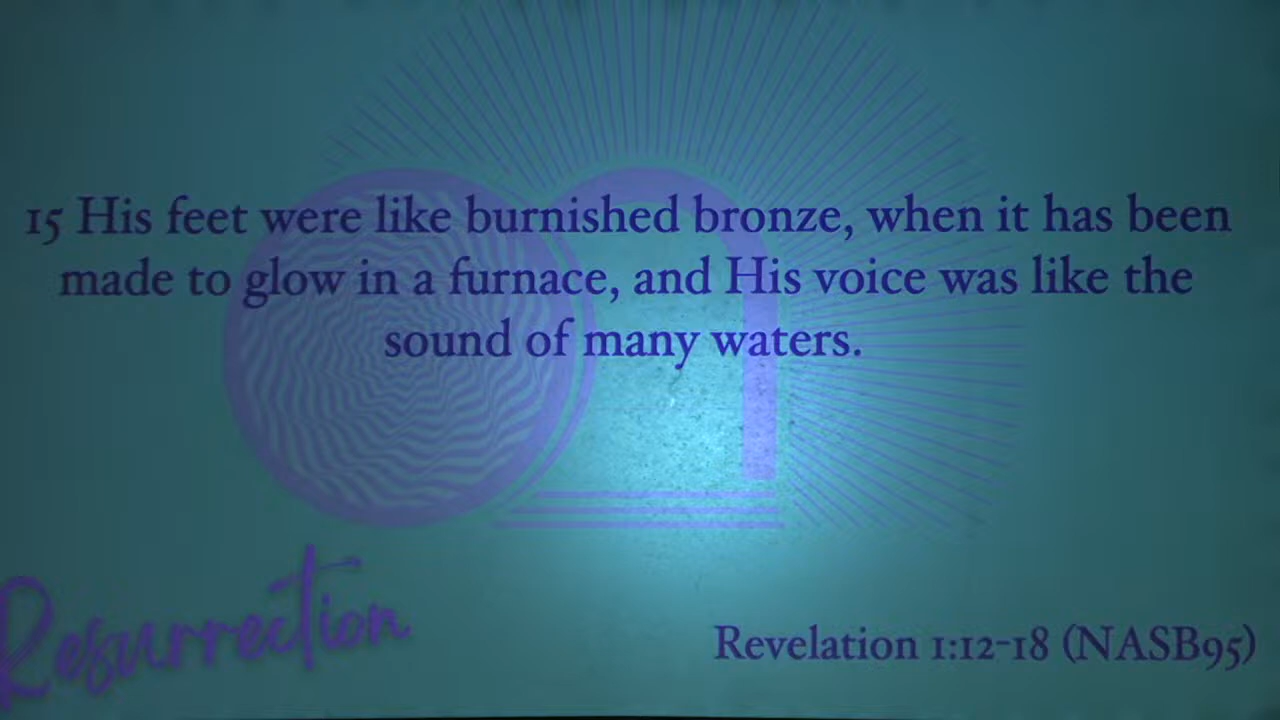 15 His feet were like burnished bronze, when it has been
made to glow in a furnace, and His voice was like the
sound of many waters.
Resurrection
Revelation 1:12-18 (NASB95)